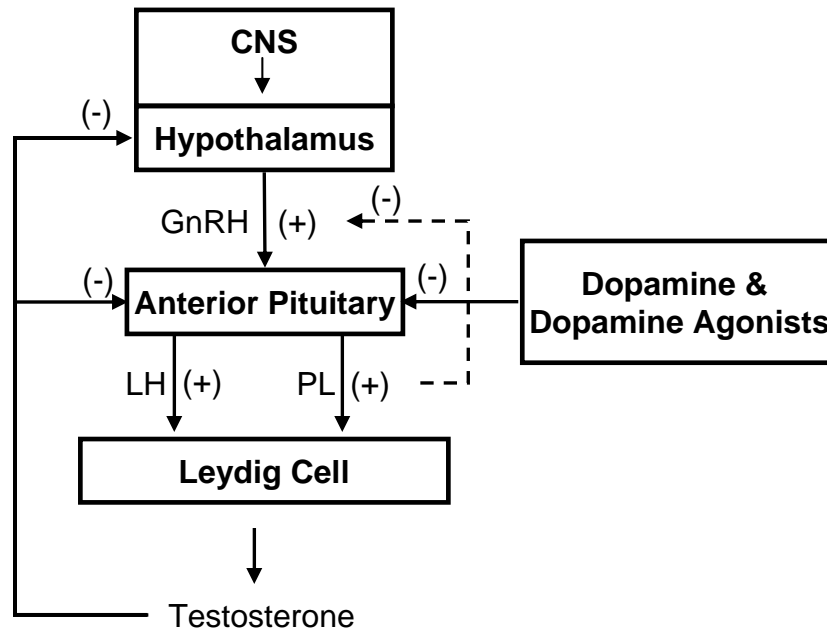 CNS
(-)
Hypothalamus
GnRH (+)
(-)
(-)
Anterior Pituitary
(-)
Dopamine &
Dopamine Agonists
LH (+)
PL (+)
Leydig Cell
Testosterone